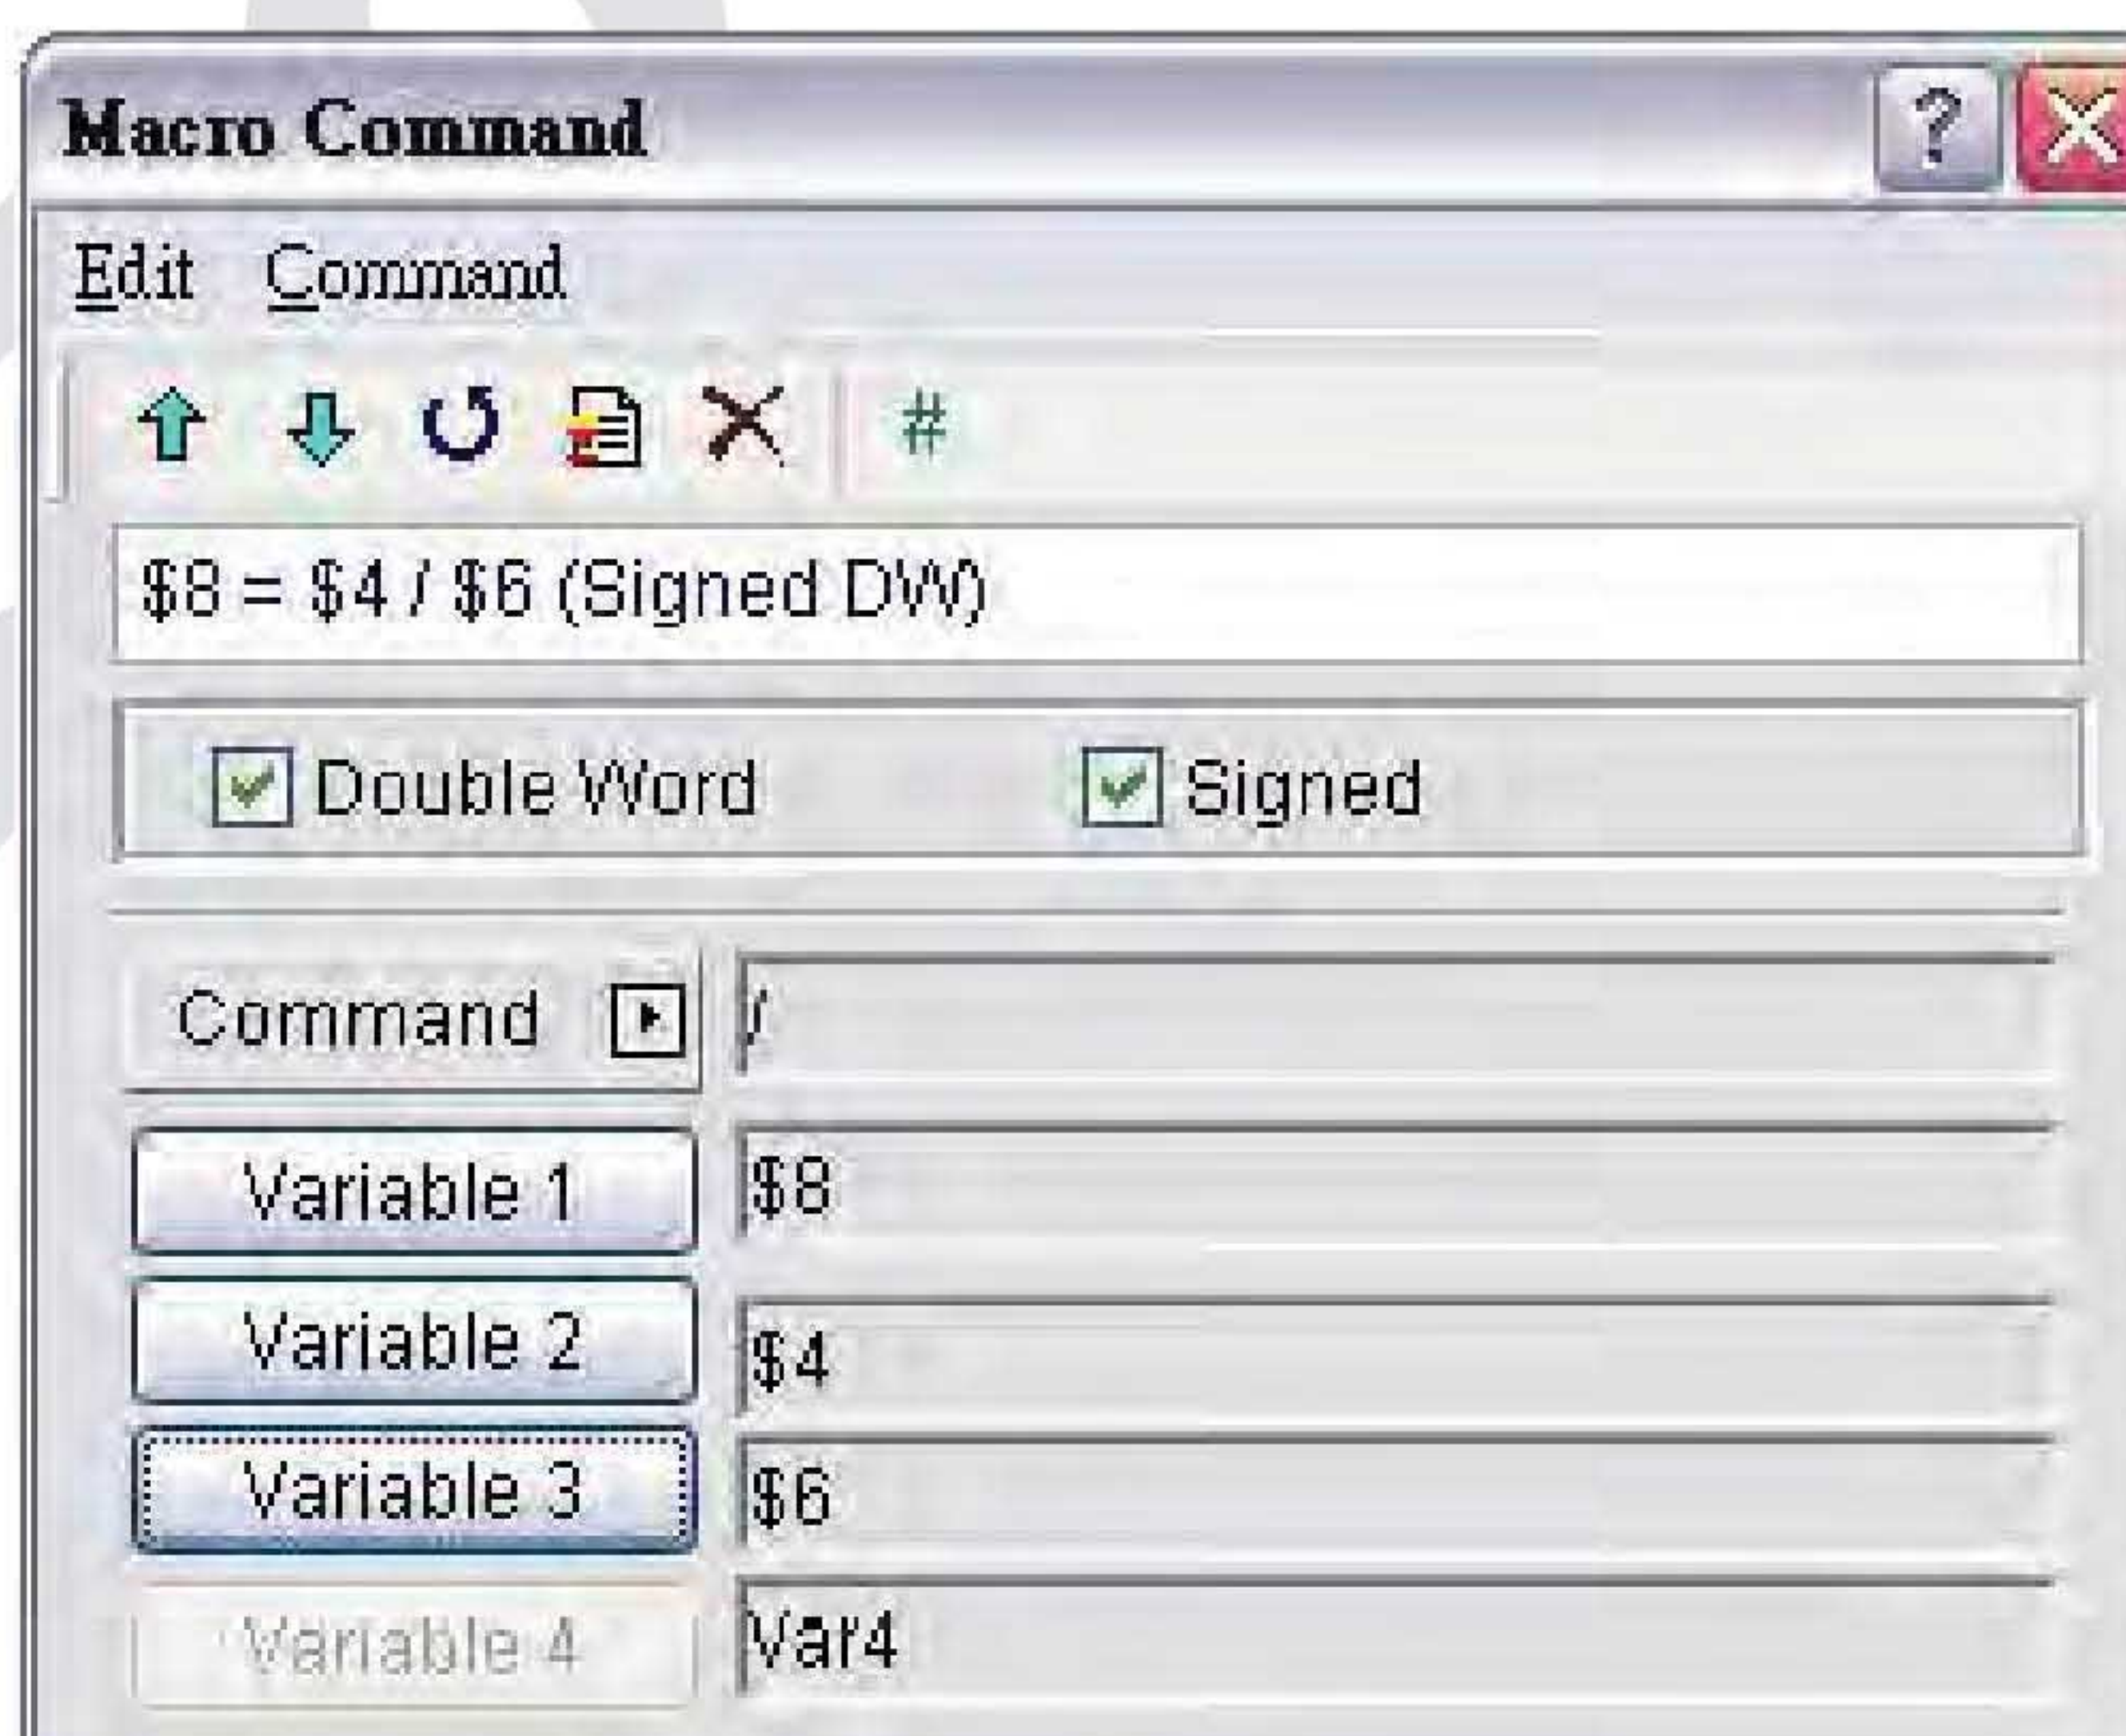 Macro Command ?
Edit Command
#
$8 = $4 / $6 (Signed DW)
Double Word Signed
Command /
Variable 1 $8
Variable 2 $4
Variable 3 $6
Variable 4 Var4